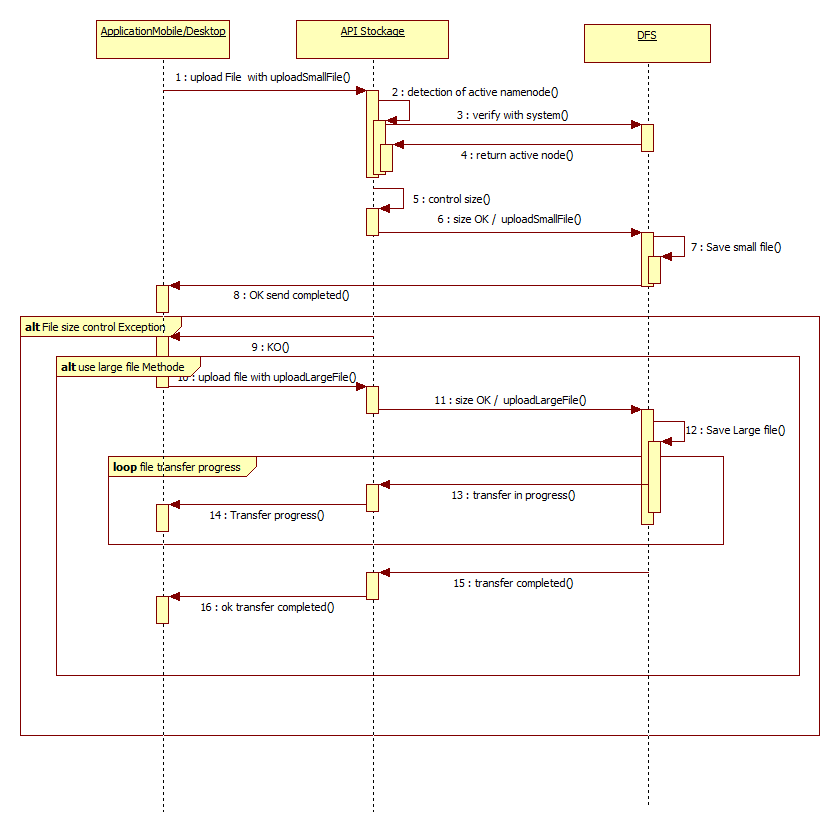 ApplicationMobile/Desktop
API Stockage
DFS
1 : upload File with uploadSmallFile()
2 : detection of active namenode()
3 : verify with system()
4 : return active node()
5 : control size()
6 : size OK / uploadSmallFile()
7 : Save small file()
8 : OK send completed()
alt File size control Exception
9 : KO()
alt use large file Methode
10 : upload file with uploadLargeFile()
11 : size OK / uploadLargeFile()
12 : Save Large file()
loop file transfer progress
13 : transfer in progress()
14 : Transfer progress()
15 : transfer completed()
16 : ok transfer completed()